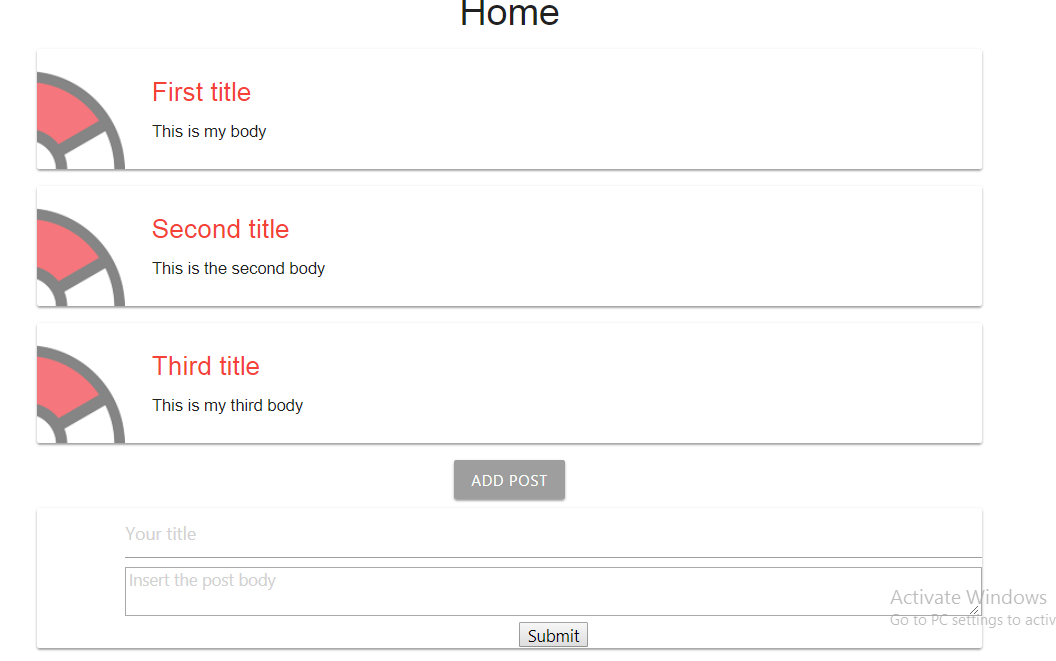 Home
First title
This is my body
Second title
This is the second body
Third title
This is my third body
ADD POST
Your title
Insert the post body
Activate Windows
Go to PC settings to activ
Submit